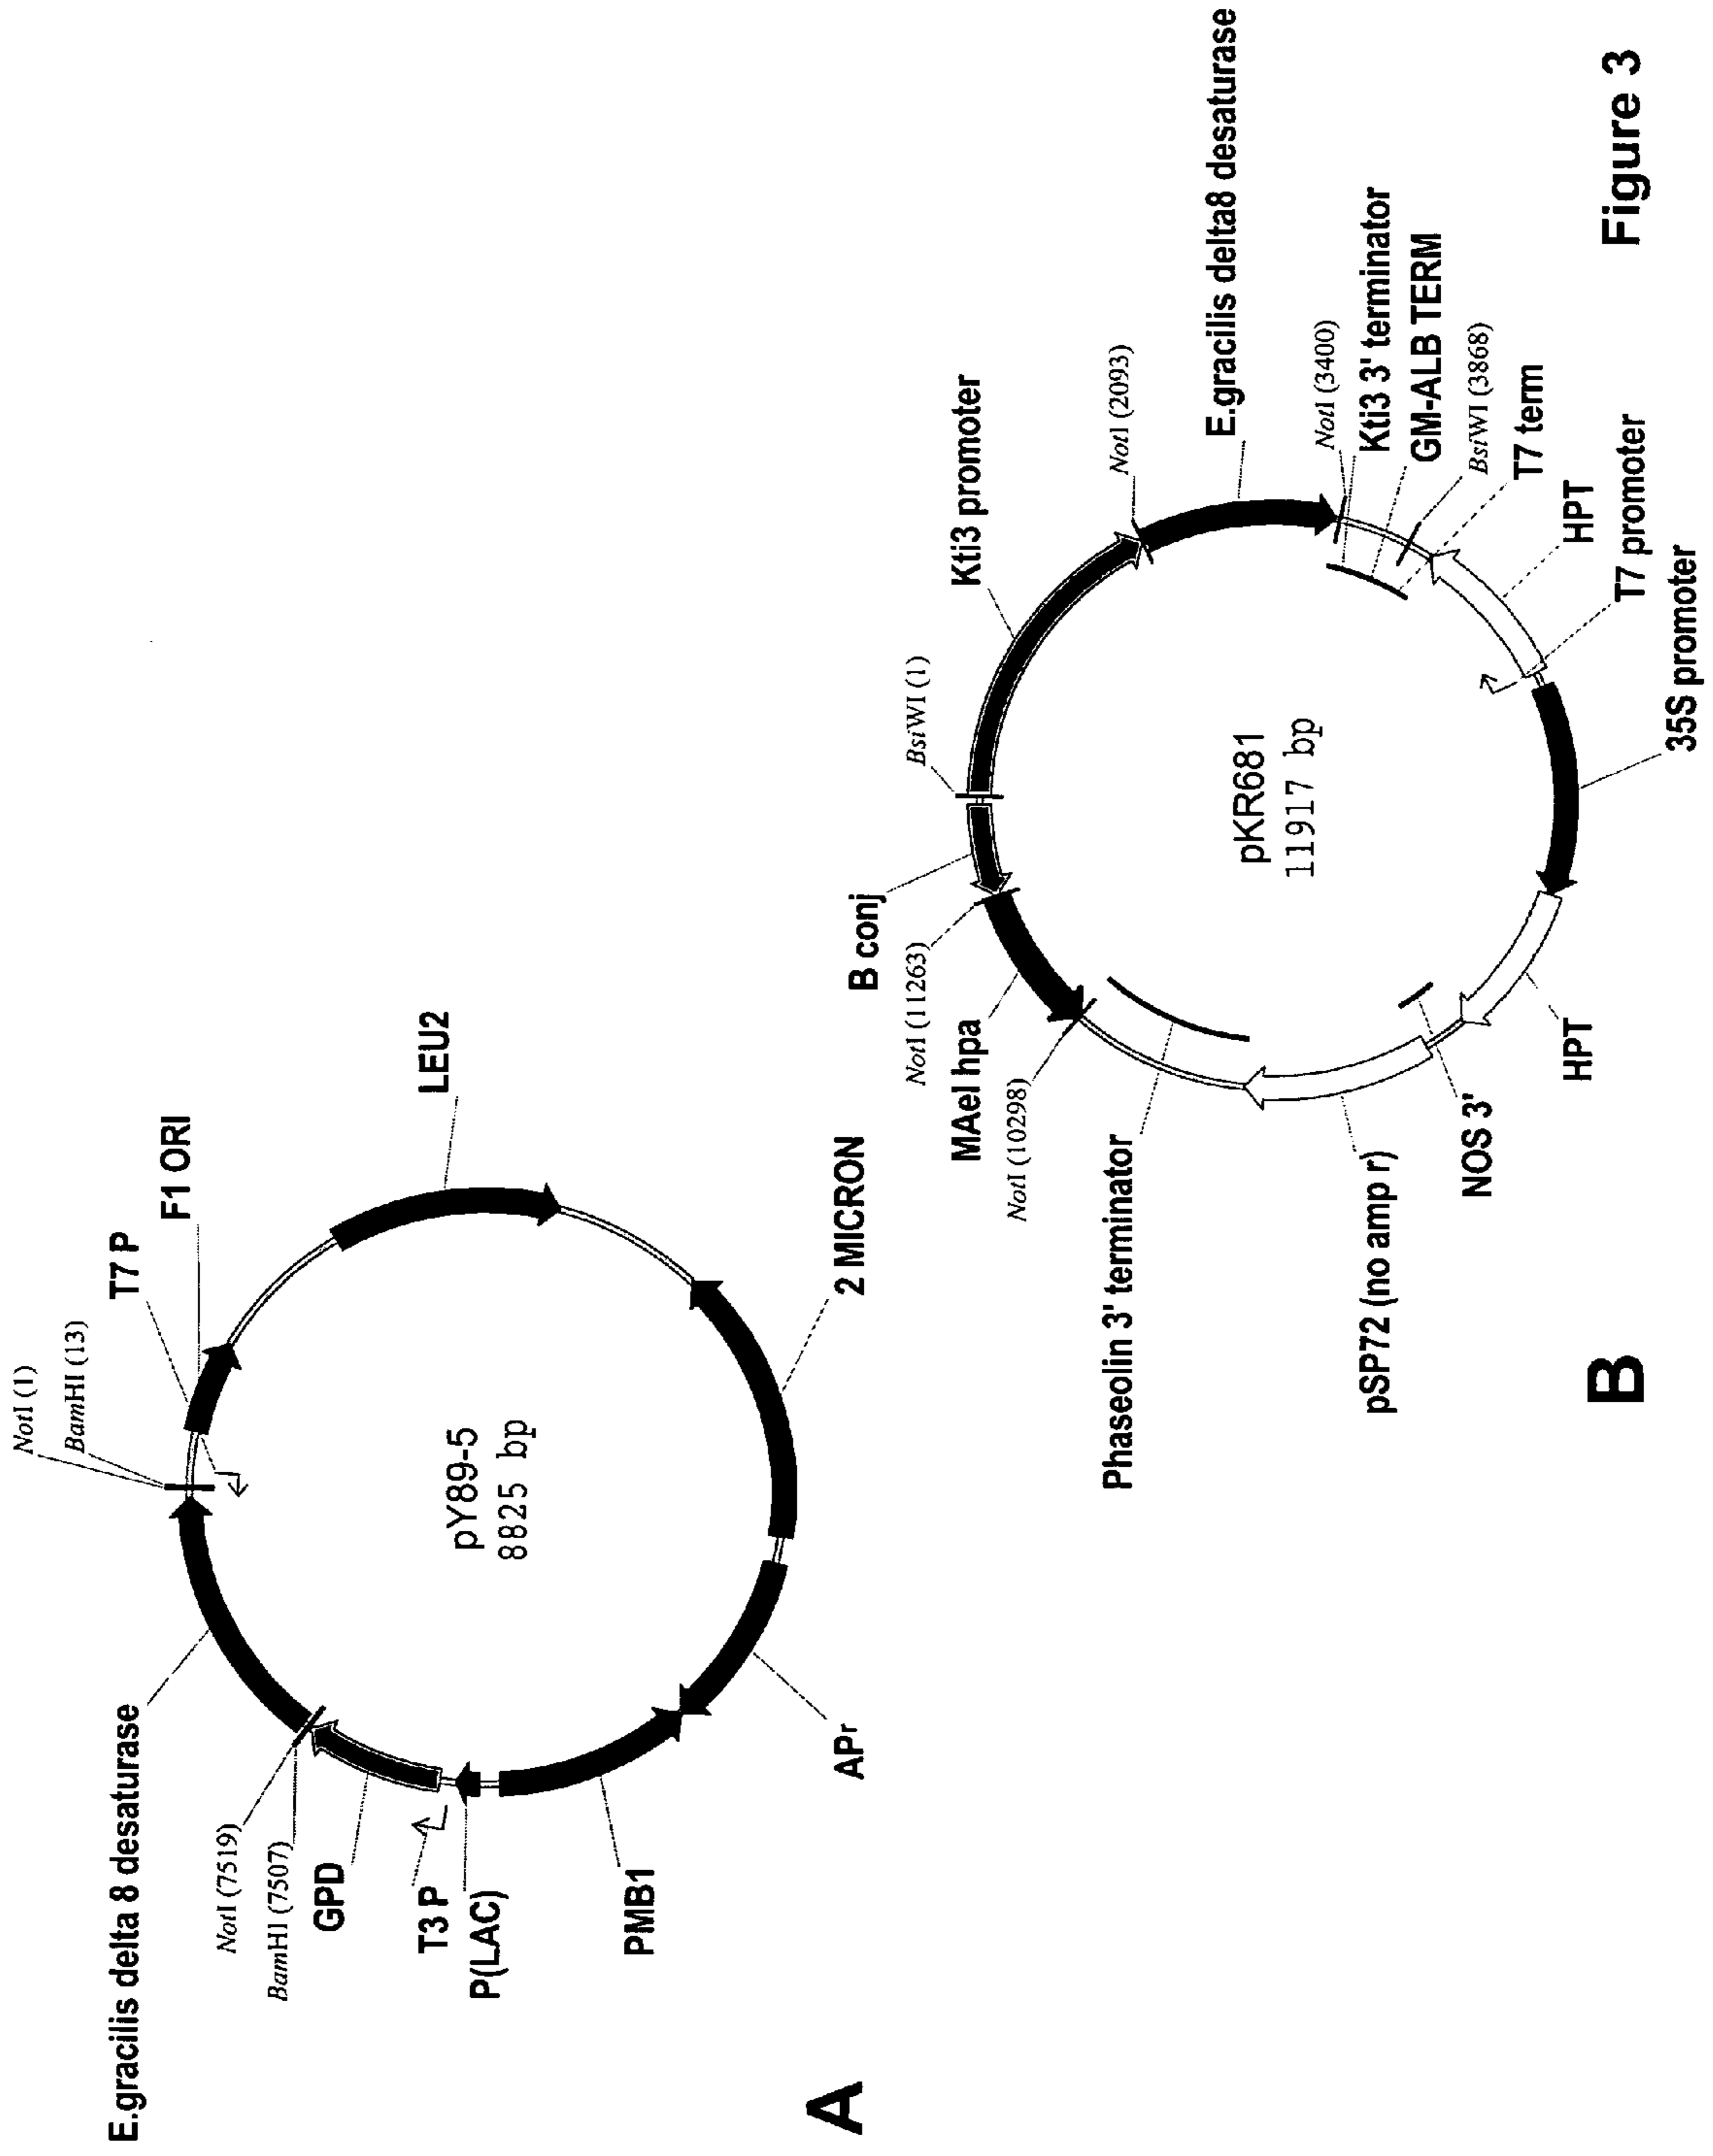 E.gracilis delta 8 desaturase
NotI (1)
BamHI (13)
T7 P
F1 ORI
LEU2
2 MICRON
APr
PMB1
P(LAC)
T3 P
GPD
BamHI (7507)
NotI (7519)
pY89-5
8825 bp
A
B conj
BsiWI (1)
Kti3 promoter
NotI (2093)
E.gracilis delta8 desaturase
NotI (3400)
Kti3 3' terminator
GM-ALB TERM
BsiWI (3868)
T7 term
HPT
T7 promoter
35S promoter
HPT
NOS 3'
pSP72 (no amp r)
Phaseolin 3' terminator
NotI (10298)
MAel hpa
NotI (11263)
pKR681
11917 bp
B
Figure 3